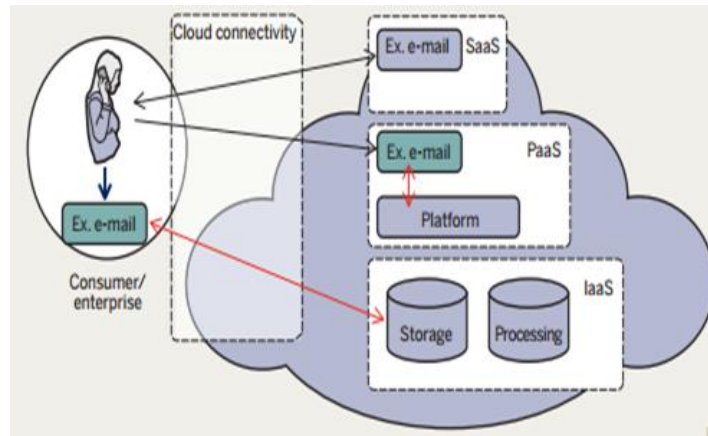 Cloud connectivity
Ex. e-mail
SaaS
Ex. e-mail
PaaS
Platform
Ex. e-mail
Consumer/
enterprise
IaaS
Storage
Processing